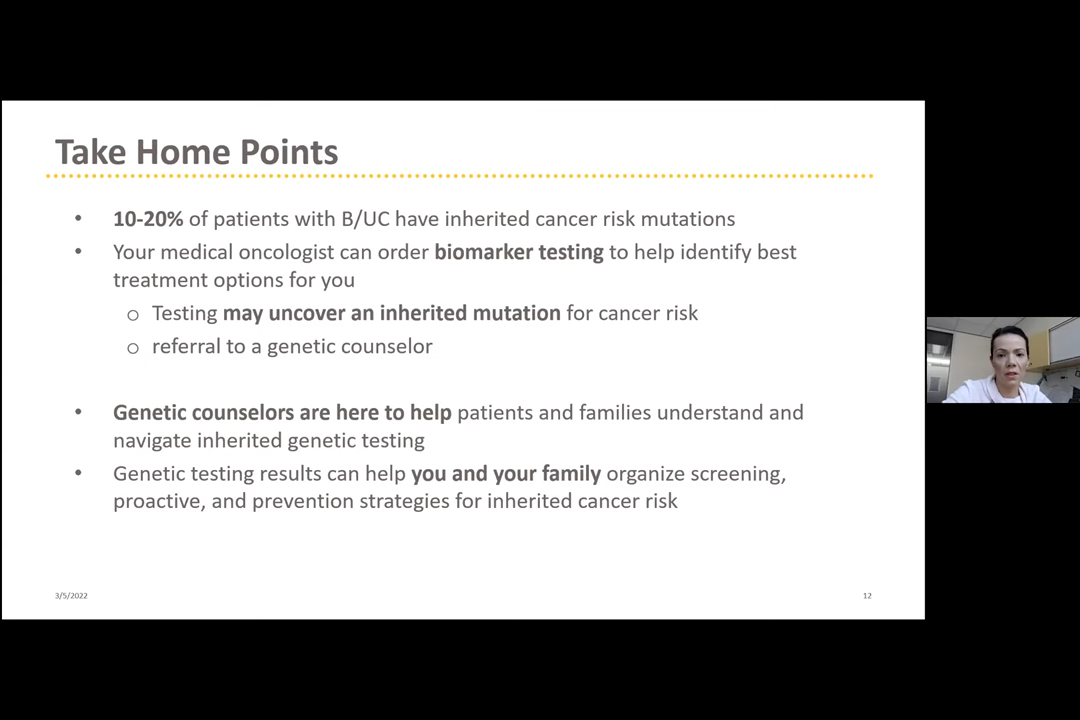 Take Home Points
• 10-20% of patients with B/UC have inherited cancer risk mutations
• Your medical oncologist can order biomarker testing to help identify best
treatment options for you
o Testing may uncover an inherited mutation for cancer risk
o referral to a genetic counselor
• Genetic counselors are here to help patients and families understand and
navigate inherited genetic testing
• Genetic testing results can help you and your family organize screening,
proactive, and prevention strategies for inherited cancer risk
3/5/2022
12